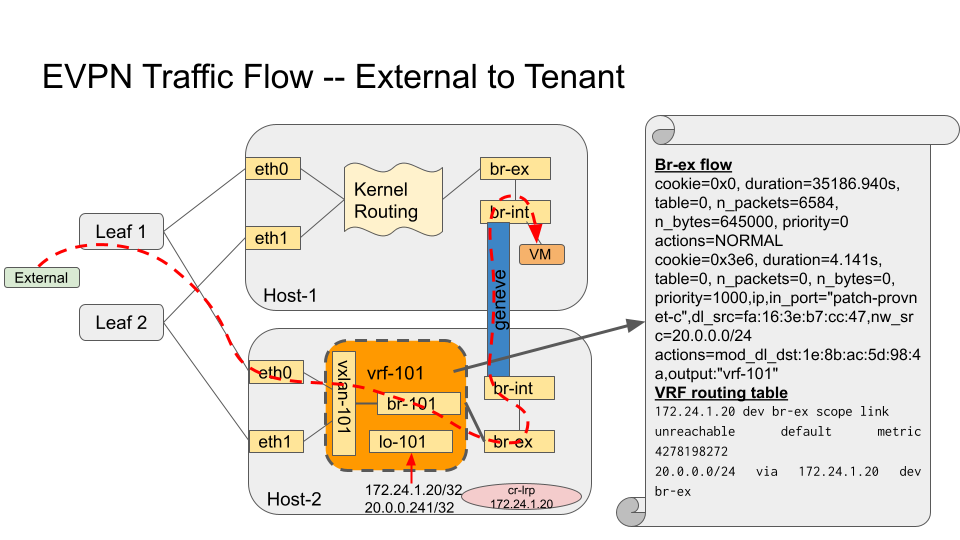 EVPN Traffic Flow -- External to Tenant
eth0
Kernel
Routing
br-ex
br-int
eth1
VM
Leaf 1
External
Leaf 2
Host-1
geneve
eth0
vxlan-101
vrf-101
br-101
lo-101
eth1
br-int
br-ex
172.24.1.20/32
20.0.0.241/32
Host-2
cr-lrp
172.24.1.20
Br-ex flow
cookie=0x0, duration=35186.940s,
table=0, n_packets=6584,
n_bytes=645000, priority=0
actions=NORMAL
cookie=0x3e6, duration=4.141s,
table=0, n_packets=0, n_bytes=0,
priority=1000,ip,in_port="patch-provn
et-c",dl_src=fa:16:3e:b7:cc:47,nw_sr
c=20.0.0.0/24
actions=mod_dl_dst:1e:8b:ac:5d:98:4
a,output:"vrf-101"
VRF routing table
172.24.1.20 dev br-ex scope link
unreachable default metric
4278198272
20.0.0.0/24 via 172.24.1.20 dev
br-ex